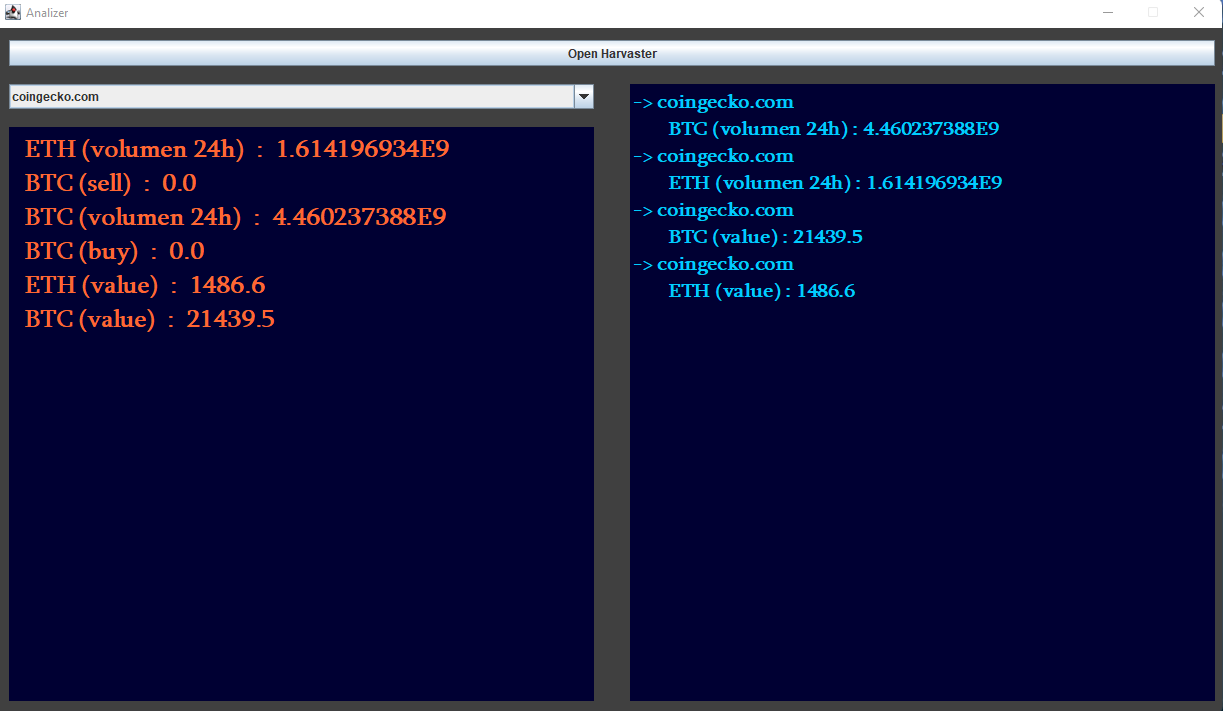 Analizer
Open Harvaster
coingecko.com
ETH (volumen 24h) : 1.614196934E9
BTC (sell) : 0.0
BTC (volumen 24h) : 4.460237388E9
BTC (buy) : 0.0
ETH (value) : 1486.6
BTC (value) : 21439.5
-> coingecko.com
BTC (volumen 24h) : 4.460237388E9
-> coingecko.com
ETH (volumen 24h) : 1.614196934E9
-> coingecko.com
BTC (value) : 21439.5
-> coingecko.com
ETH (value) : 1486.6